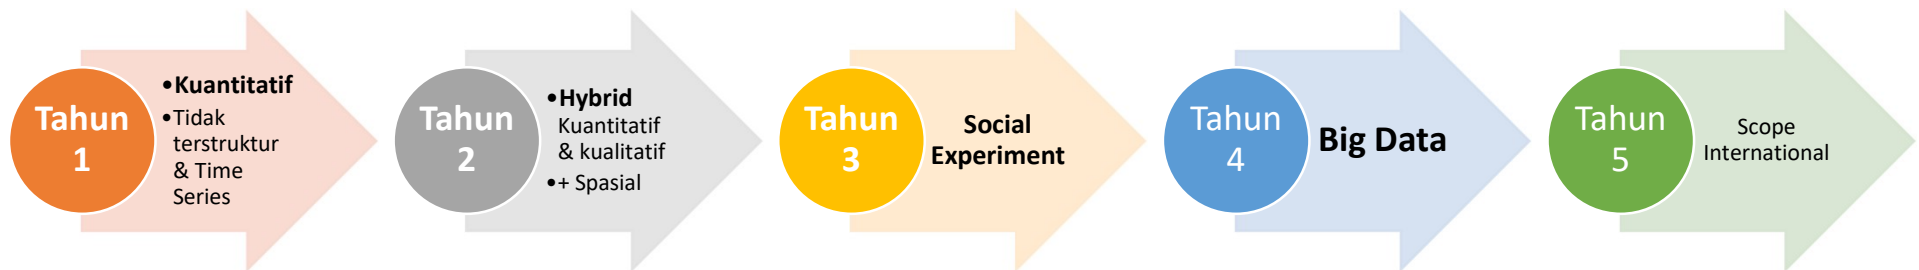 Tahun
1
•Kuantitatif
•Tidak
terstruktur
& Time
Series
Tahun
2
•Hybrid
Kuantitatif
& kualitatif
•+ Spasial
Tahun
3
Social
Experiment
Tahun
4
Big Data
Tahun
5
Scope
International